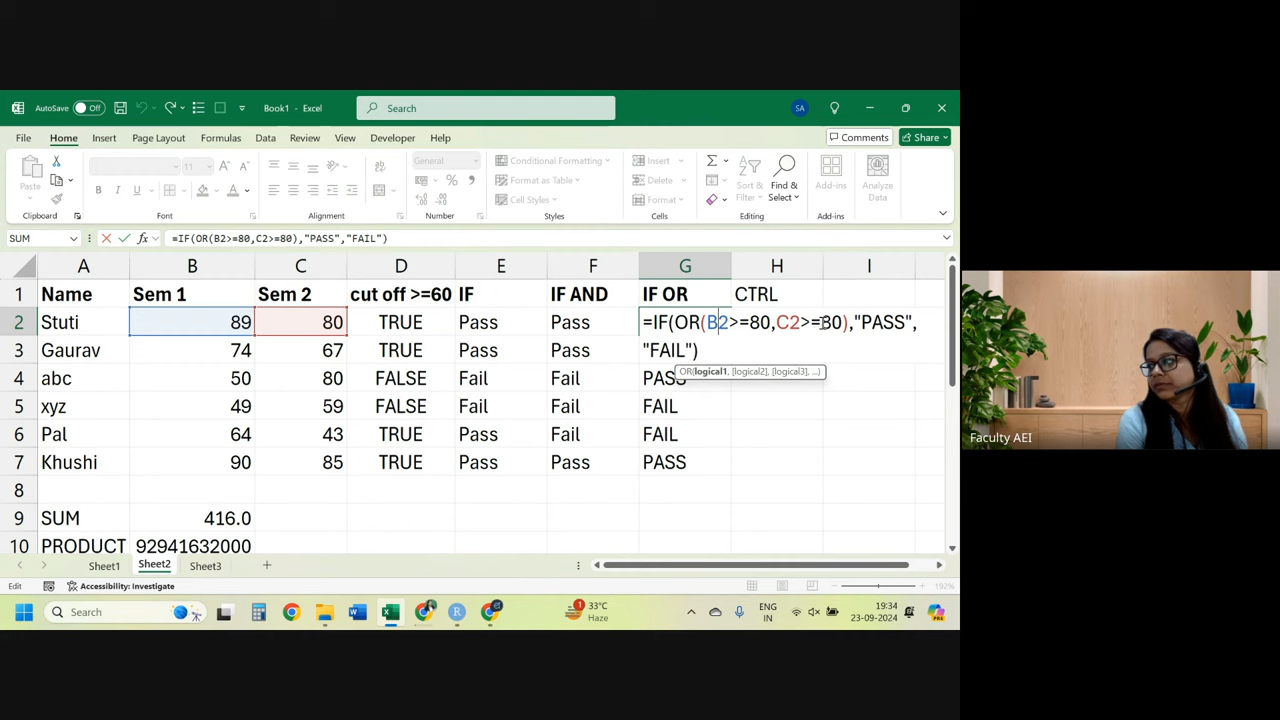 AutoSave Off Book1 - Excel Search SA
File Home Insert Page Layout Formulas Data Review View Developer Help Comments Share
Paste 11 General Conditional Formatting Insert Sort & Find & Add-ins Analyze
B I U Format as Table Delete Filter Select Data
Cell Styles Format
Clipboard Font Alignment Number Styles Cells Editing Add-ins
SUM fx =IF(OR(B2>=80,C2>=80),"PASS","FAIL")
A B C D E F G H I
1 Name Sem 1 Sem 2 cut off >=60 IF IF AND IF OR CTRL
2 Stuti 89 80 TRUE Pass Pass =IF(OR(B2>=80,C2>=80),"PASS",
"FAIL")
3 Gaurav 74 67 TRUE Pass Pass
OR(logical1, [logical2], [logical3], ...)
4 abc 50 80 FALSE Fail Fail PASS
5 xyz 49 59 FALSE Fail Fail FAIL
6 Pal 64 43 TRUE Pass Fail FAIL
7 Khushi 90 85 TRUE Pass Pass PASS
8
9 SUM 416.0
10 PRODUCT 92941632000
Sheet1 Sheet2 Sheet3
Edit Accessibility: Investigate 192%
Search 1 33°C ENG 19:34
Haze IN 23-09-2024
Faculty AEI